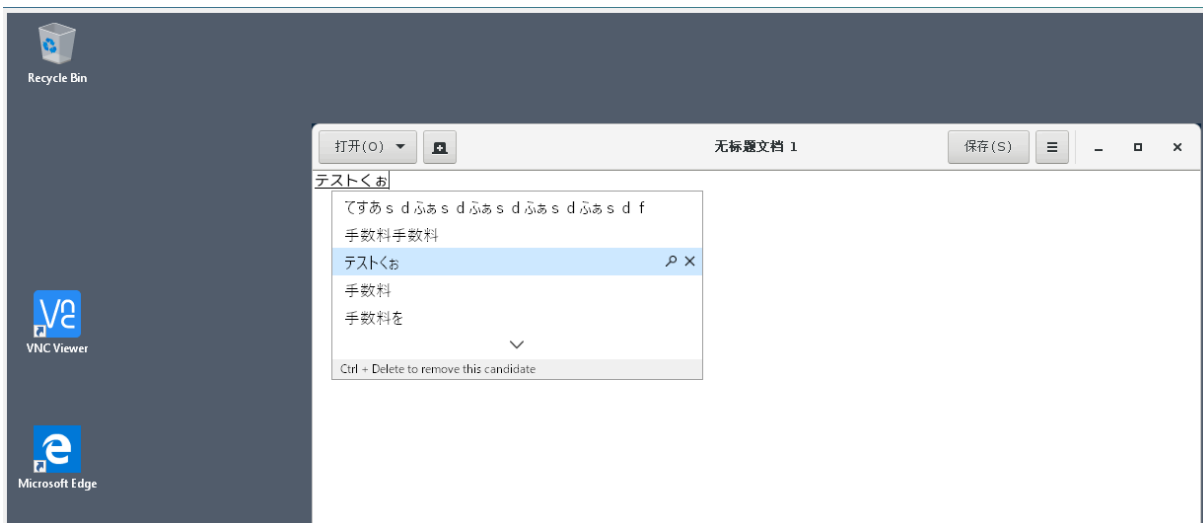 Recycle Bin
打开(O)
无标题文档 1
保存(S)
テストくぉ
てすあｓｄふぁｓｄふぁｓｄふぁｓｄふぁｓｄｆ
手数料手数料
テストくぉ
手数料
手数料を
Ctrl + Delete to remove this candidate
VNC Viewer
Microsoft Edge